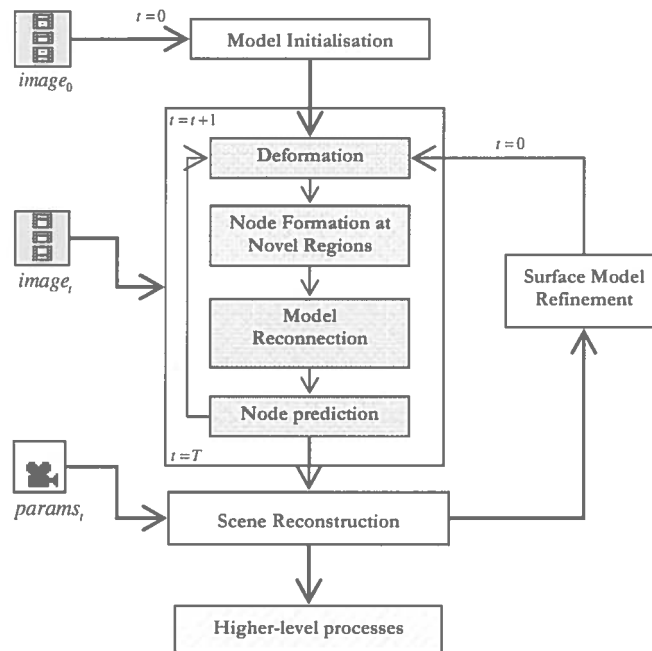 t=0
Model Initialisation
image₀
t=t+1
Deformation
t=0
Node Formation at
Novel Regions
imageₜ
Surface Model
Refinement
Model
Reconnection
Node prediction
t=T
paramsₜ
Scene Reconstruction
Higher-level processes